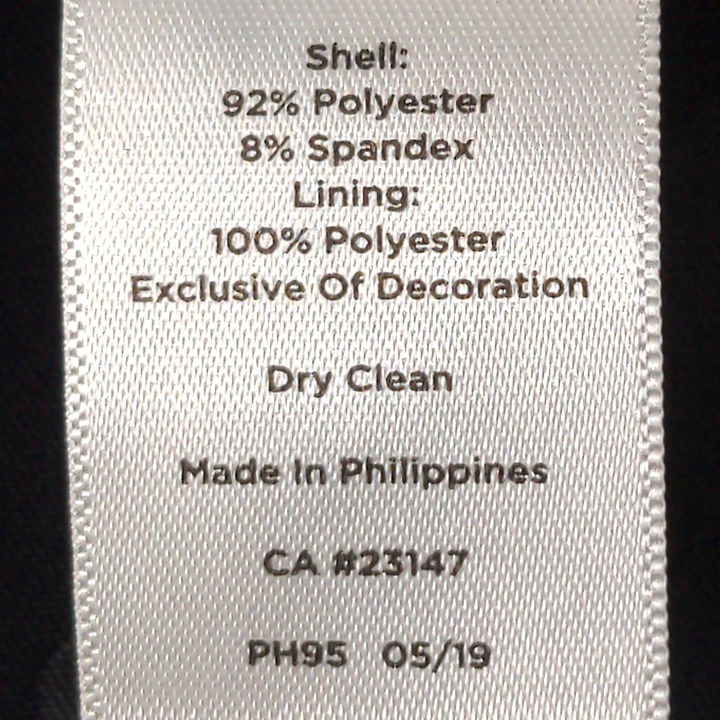 Shell:
92% Polyester
8% Spandex
Lining:
100% Polyester
Exclusive Of Decoration
Dry Clean
Made In Philippines
CA #23147
PH95 05/19